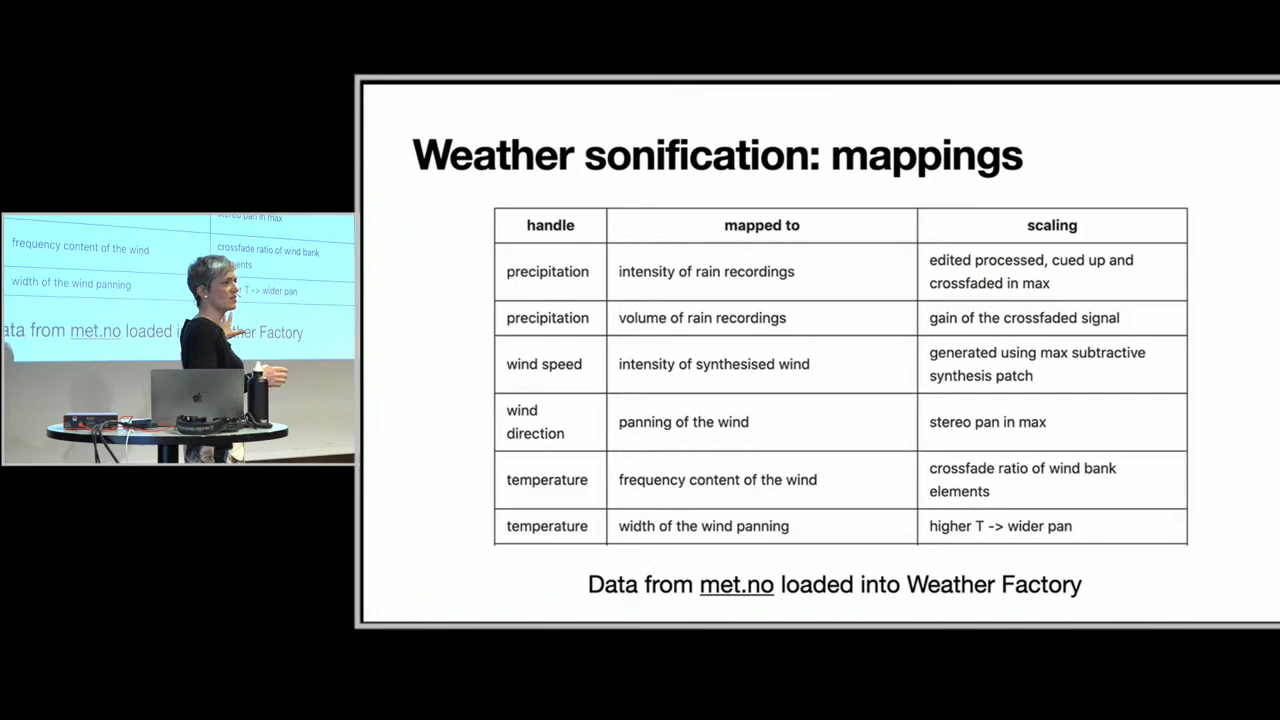 Weather sonification: mappings
handle mapped to scaling
precipitation intensity of rain recordings edited processed, cued up and
crossfaded in max
precipitation volume of rain recordings gain of the crossfaded signal
wind speed intensity of synthesised wind generated using max subtractive
synthesis patch
wind
direction panning of the wind stereo pan in max
temperature frequency content of the wind crossfade ratio of wind bank
elements
temperature width of the wind panning higher T -> wider pan
Data from met.no loaded into Weather Factory
stereo pan in max
frequency content of the wind crossfade ratio of wind bank
width of the wind panning T -> wider pan
from met.no loaded Factory